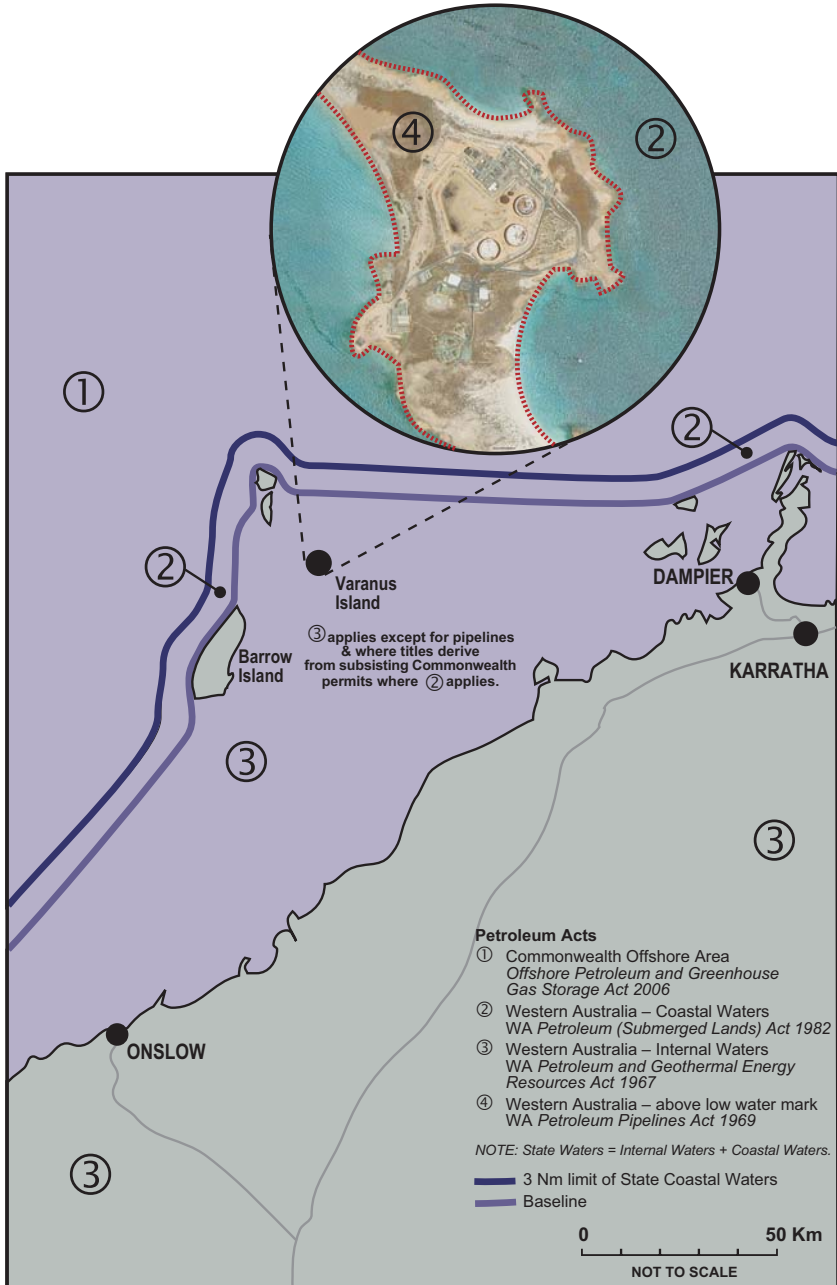 ④
②
①
②
②
Varanus
Island
DAMPIER
③ applies except for pipelines
& where titles derive
from subsisting Commonwealth
permits where ② applies.
Barrow
Island
KARRATHA
③
③
Petroleum Acts
① Commonwealth Offshore Area
Offshore Petroleum and Greenhouse
Gas Storage Act 2006
② Western Australia – Coastal Waters
WA Petroleum (Submerged Lands) Act 1982
③ Western Australia – Internal Waters
WA Petroleum and Geothermal Energy
Resources Act 1967
④ Western Australia – above low water mark
WA Petroleum Pipelines Act 1969
NOTE: State Waters = Internal Waters + Coastal Waters.
3 Nm limit of State Coastal Waters
Baseline
0 50 Km
NOT TO SCALE
ONSLOW
③